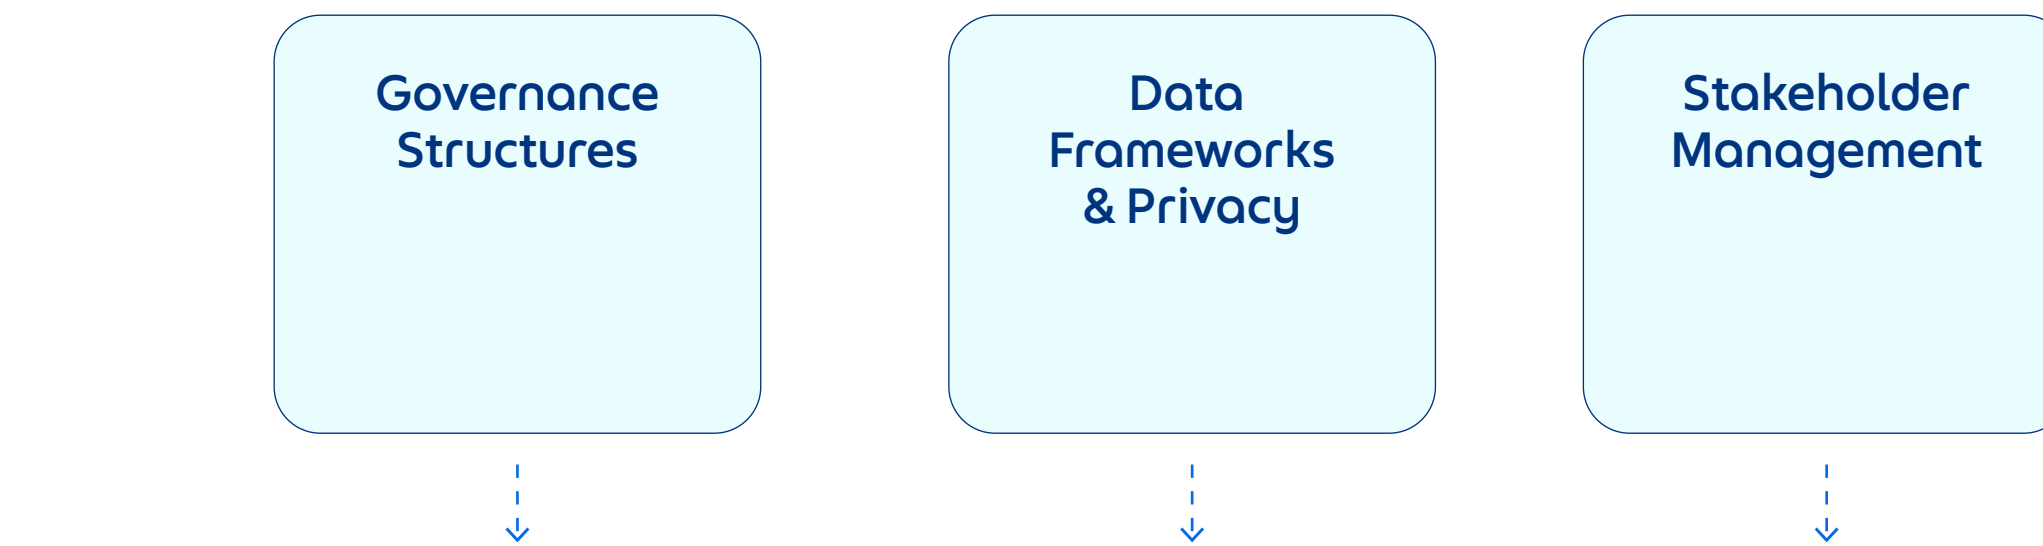 Governance
Structures
Data
Frameworks
& Privacy
Stakeholder
Management